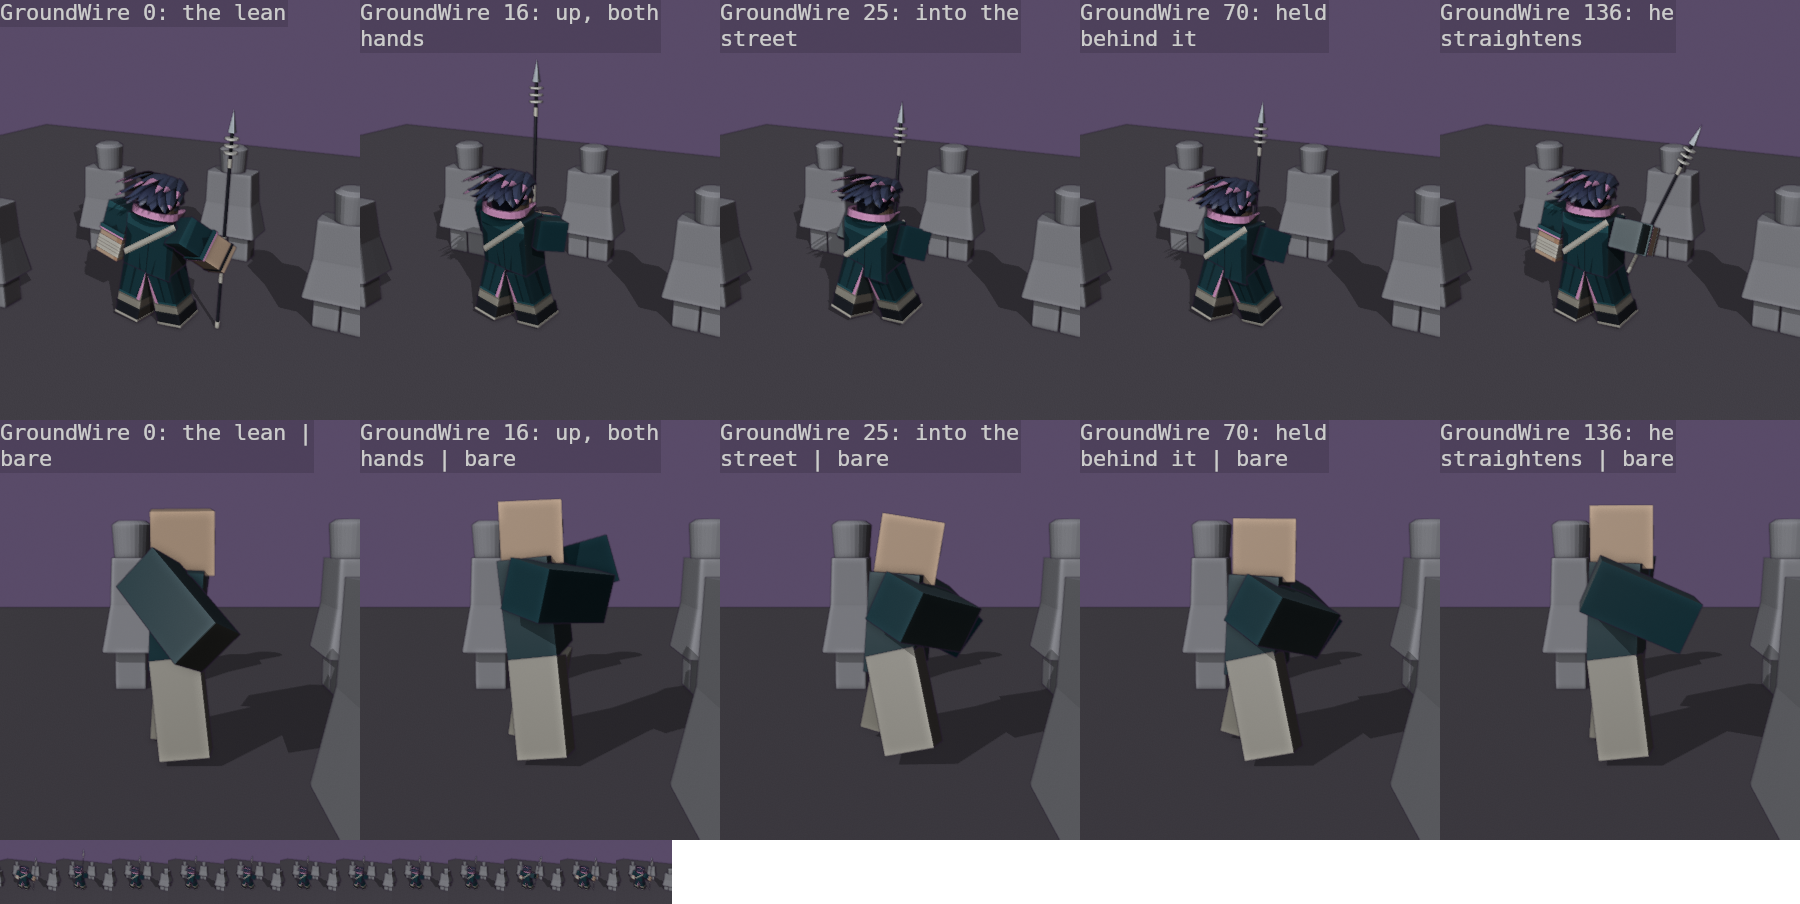 GroundWire 0: the lean
GroundWire 16: up, both
hands
GroundWire 25: into the
street
GroundWire 70: held
behind it
GroundWire 136: he
straightens
GroundWire 0: the lean |
bare
GroundWire 16: up, both
hands | bare
GroundWire 25: into the
street | bare
GroundWire 70: held
behind it | bare
GroundWire 136: he
straightens | bare